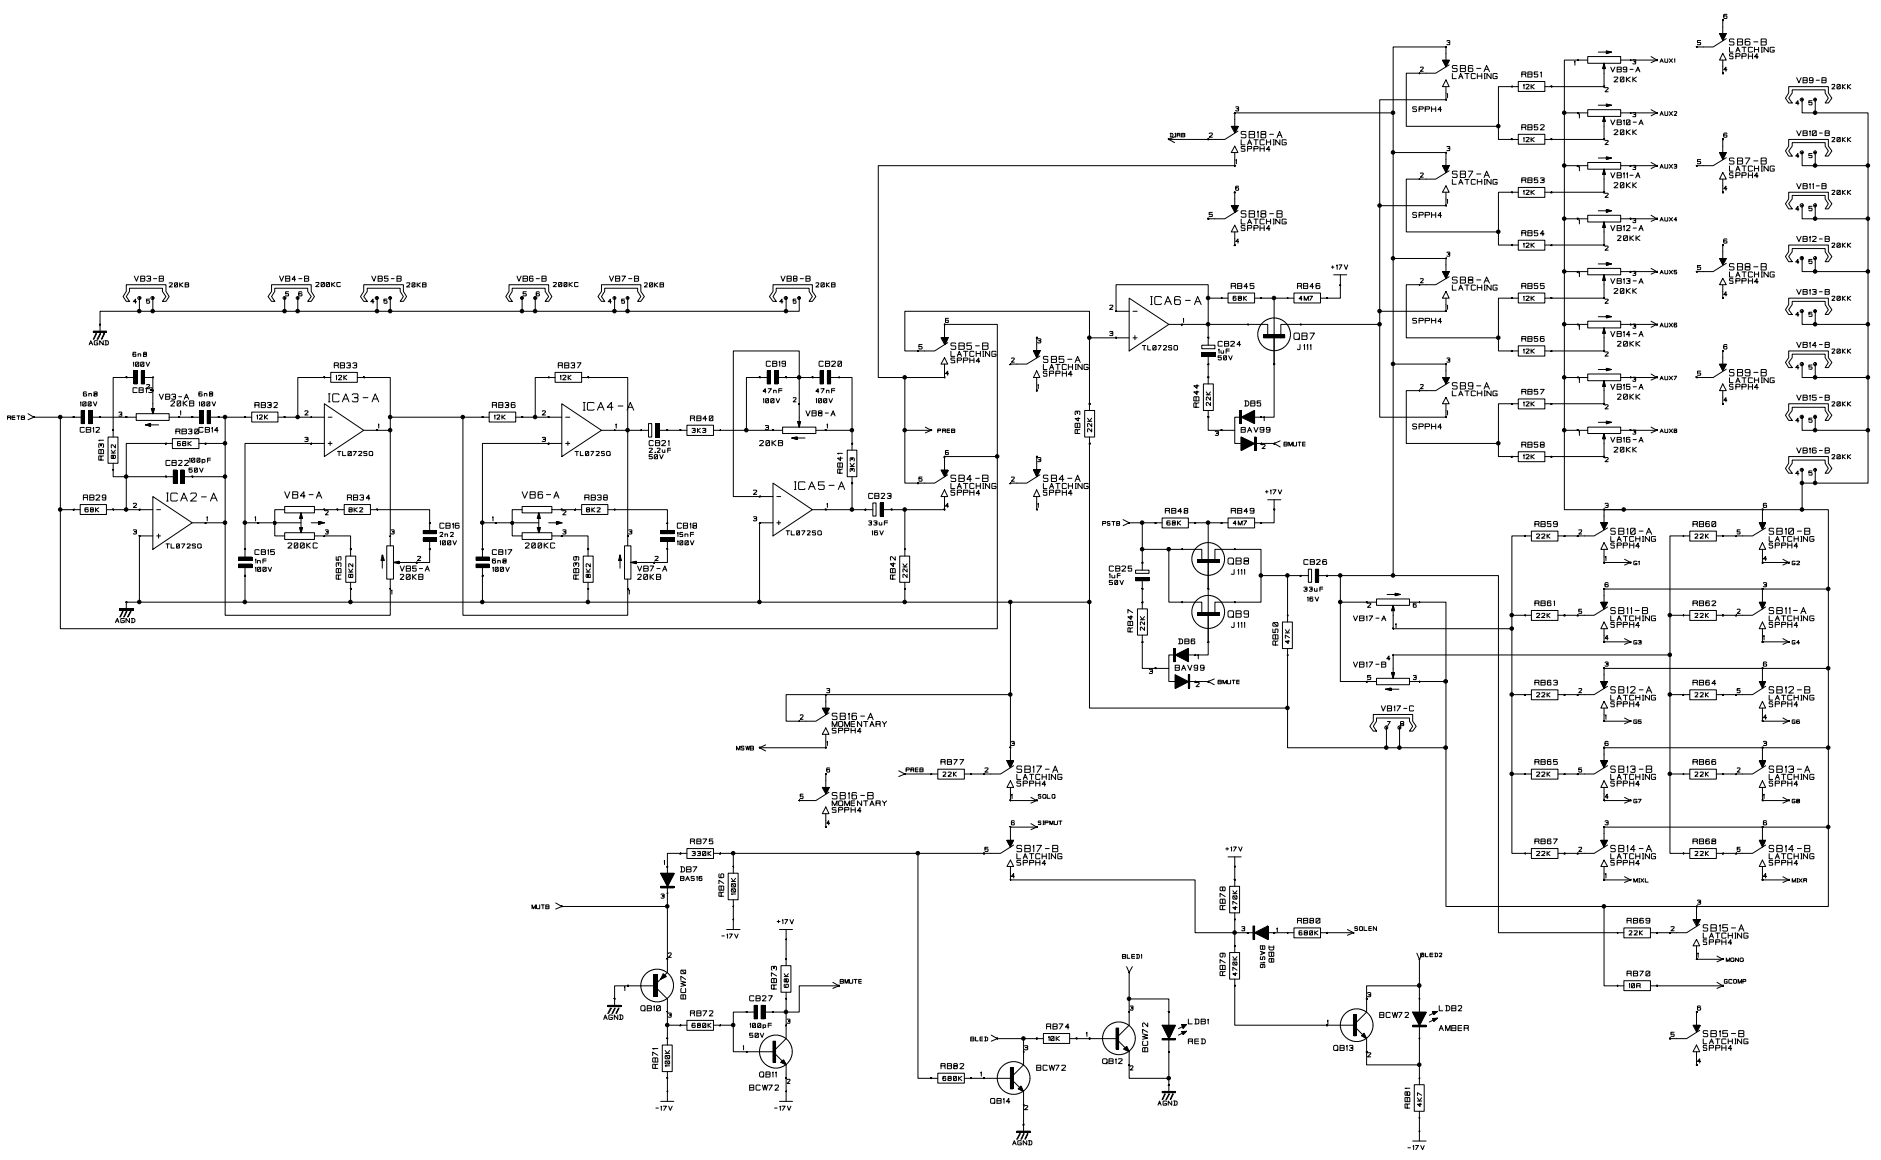 SB6-B
LATCHING
SPPH4
SB6-A
LATCHING
SPPH4
RB51
12K
VB9-A
20KK
AUX1
VB9-B
20KK
SB18-A
LATCHING
SPPH4
DIRB
RB52
12K
VB10-A
20KK
AUX2
VB10-B
20KK
SB7-A
LATCHING
SPPH4
RB53
12K
VB11-A
20KK
AUX3
SB7-B
LATCHING
SPPH4
VB11-B
20KK
SB18-B
LATCHING
SPPH4
RB54
12K
VB12-A
20KK
AUX4
VB12-B
20KK
VB3-B
20KB
VB4-B
200KC
VB5-B
20KB
VB6-B
200KC
VB7-B
20KB
VB8-B
20KB
AGND
+17V
RB45
68K
RB46
4M7
ICA6-A
TL072SO
QB7
J111
CB24
1uF
50V
RB44
22K
DB5
BAV99
BMUTE
SB8-A
LATCHING
SPPH4
RB55
12K
VB13-A
20KK
AUX5
SB8-B
LATCHING
SPPH4
VB13-B
20KK
RB56
12K
VB14-A
20KK
AUX6
VB14-B
20KK
SB9-A
LATCHING
SPPH4
RB57
12K
VB15-A
20KK
AUX7
SB9-B
LATCHING
SPPH4
VB15-B
20KK
RB58
12K
VB16-A
20KK
AUX8
VB16-B
20KK
RETB
6n8
100V
CB12
6n8
100V
CB13
VB3-A
20KB
6n8
100V
CB14
RB31
8K2
RB30
68K
CB22
100pF
50V
RB29
68K
ICA2-A
TL072SO
RB32
12K
RB33
12K
ICA3-A
TL072SO
VB4-A
200KC
RB34
8K2
CB15
1nF
100V
RB35
8K2
VB5-A
20KB
CB16
2n2
100V
RB36
12K
RB37
12K
ICA4-A
TL072SO
VB6-A
200KC
RB38
8K2
CB17
6n8
100V
RB39
8K2
VB7-A
20KB
CB18
15nF
100V
CB21
2.2uF
50V
RB40
3K3
CB19
47nF
100V
CB20
47nF
100V
VB8-A
20KB
RB41
3K3
ICA5-A
TL072SO
CB23
33uF
16V
RB42
22K
AGND
SB5-B
LATCHING
SPPH4
SB5-A
LATCHING
SPPH4
PREB
SB4-B
LATCHING
SPPH4
SB4-A
LATCHING
SPPH4
RB43
22K
PSTB
RB48
68K
RB49
4M7
+17V
QB8
J111
QB9
J111
CB25
1uF
50V
RB47
22K
DB6
BAV99
BMUTE
RB50
47K
CB26
33uF
16V
VB17-A
VB17-B
VB17-C
RB59
22K
SB10-A
LATCHING
SPPH4
G1
RB60
22K
SB10-B
LATCHING
SPPH4
G2
RB61
22K
SB11-B
LATCHING
SPPH4
G3
RB62
22K
SB11-A
LATCHING
SPPH4
G4
RB63
22K
SB12-A
LATCHING
SPPH4
G5
RB64
22K
SB12-B
LATCHING
SPPH4
G6
RB65
22K
SB13-B
LATCHING
SPPH4
G7
RB66
22K
SB13-A
LATCHING
SPPH4
G8
RB67
22K
SB14-A
LATCHING
SPPH4
MIXL
RB68
22K
SB14-B
LATCHING
SPPH4
MIXR
SB16-A
MOMENTARY
SPPH4
MSWB
SB16-B
MOMENTARY
SPPH4
PREB
RB77
22K
SB17-A
LATCHING
SPPH4
SOLG
SIPMUT
SB17-B
LATCHING
SPPH4
RB75
330K
DB7
BAS16
RB76
100K
-17V
MUTB
+17V
RB78
470K
RB79
470K
DB8
BAS16
RB80
680K
SOLEN
RB69
22K
SB15-A
LATCHING
SPPH4
MONO
RB70
10R
GCOMP
SB15-B
LATCHING
SPPH4
QB10
BCW70
AGND
RB71
100K
-17V
RB72
680K
CB27
100pF
50V
RB73
68K
+17V
BMUTE
QB11
BCW72
-17V
BLED
RB74
10K
BLED1
QB12
BCW72
LDB1
RED
AGND
RB82
680K
QB14
BCW72
AGND
BLED2
QB13
BCW72
LDB2
AMBER
RB81
4K7
-17V